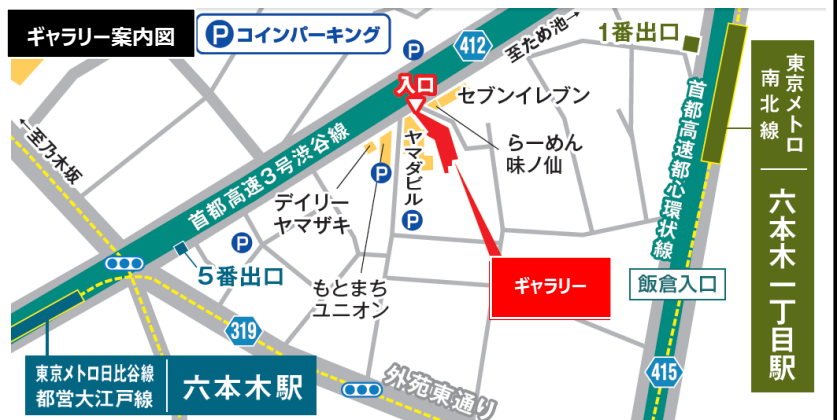 ギャラリー案内図
Pコインパーキング
P
412
至ため池→
1番出口
東京メトロ
南北線
六本木一丁目駅
入口
セブンイレブン
らーめん
味ノ仙
ヤマダビル
←至乃木坂
首都高速3号渋谷線
首都高速都心環状線
デイリー
ヤマザキ
P
P
P
5番出口
もとまち
ユニオン
ギャラリー
飯倉入口
319
415
外苑東通り
東京メトロ日比谷線
都営大江戸線
六本木駅